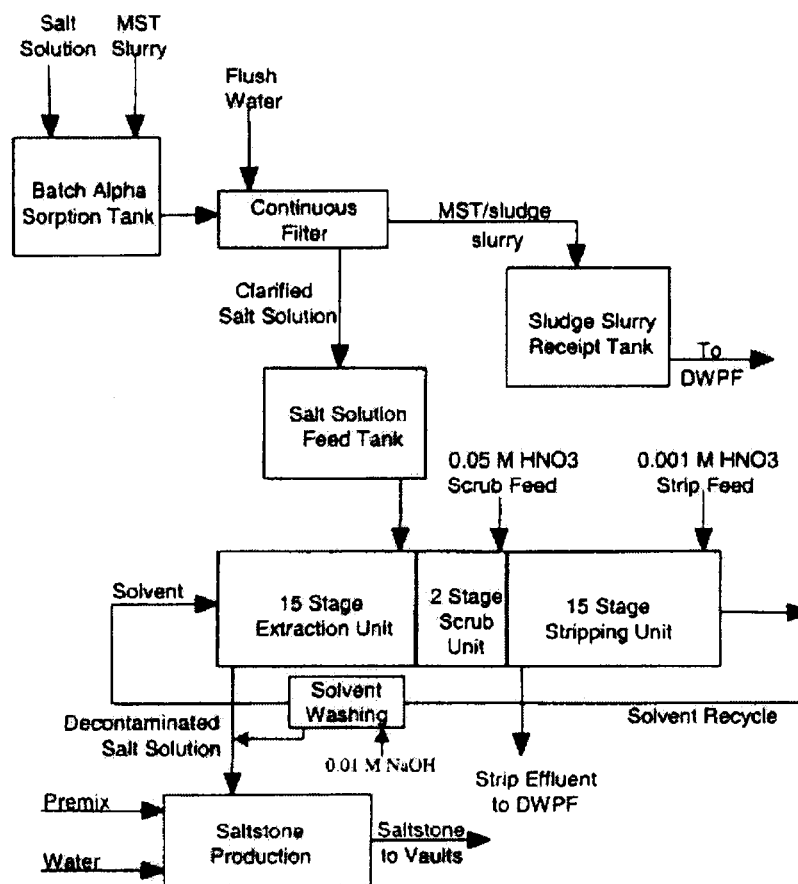 Salt
Solution
MST
Slurry
Flush
Water
Batch Alpha
Sorption Tank
Continuous
Filter
MST/sludge
slurry
Clarified
Salt Solution
Sludge Slurry
Receipt Tank
To
DWPF
Salt Solution
Feed Tank
0.05 M HNO3
Scrub Feed
0.001 M HNO3
Strip Feed
Solvent
15 Stage
Extraction Unit
2 Stage
Scrub
Unit
15 Stage
Stripping Unit
Solvent
Washing
Solvent Recycle
Decontaminated
Salt Solution
0.01 M NaOH
Strip Effluent
to DWPF
Premix
Water
Saltstone
Production
Saltstone
to Vaults